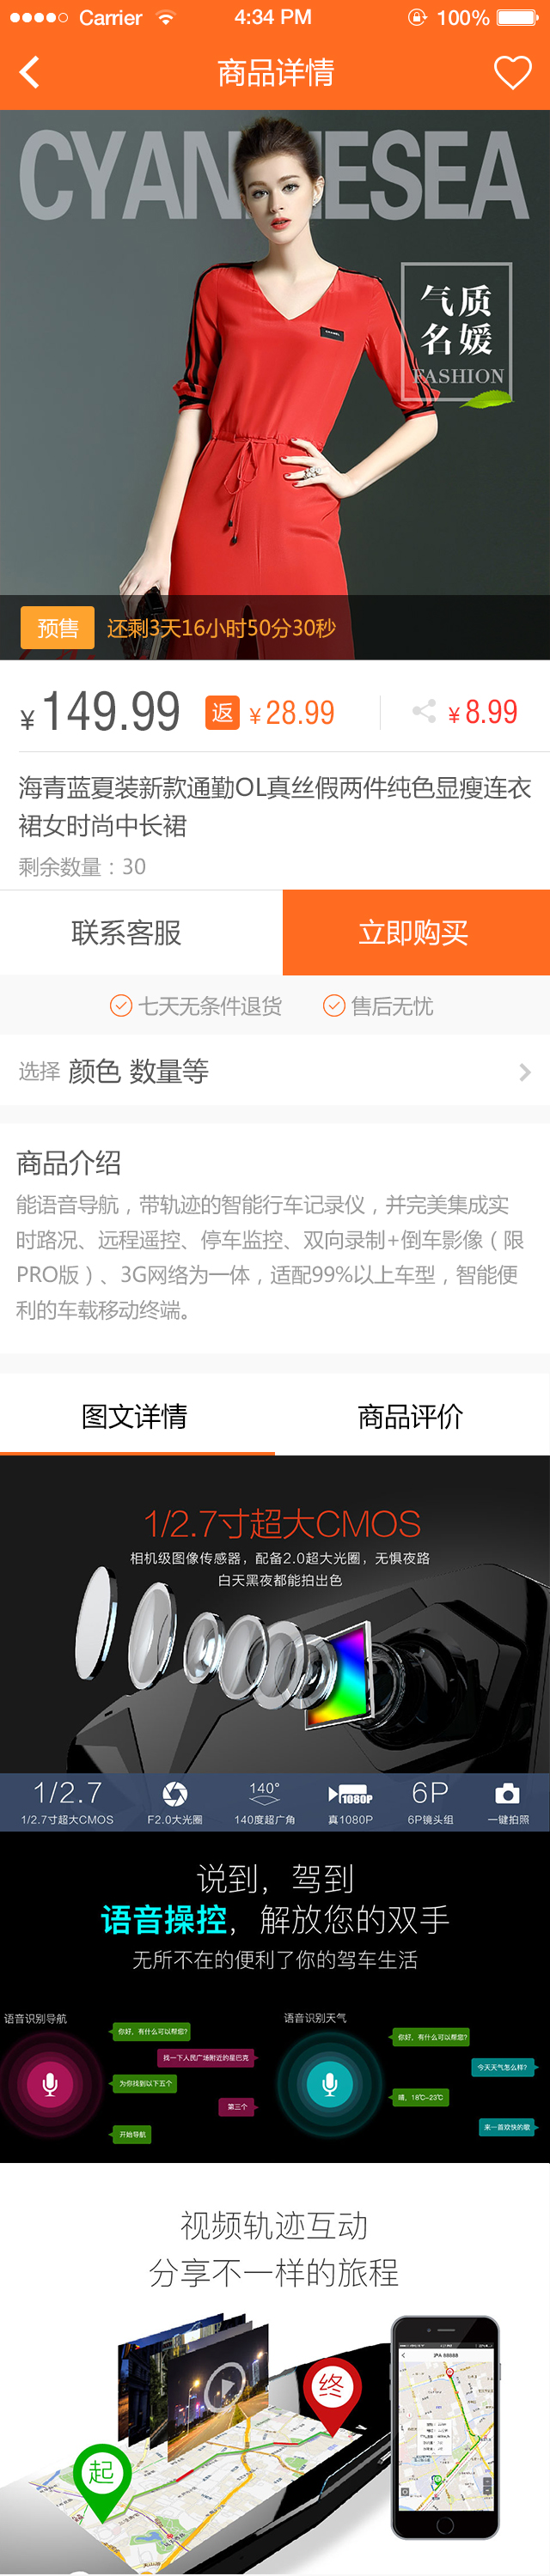 Carrier 4:34 PM 100%
商品详情
CYANNESEA
气质
名媛
FASHION
预售 还剩3天16小时50分30秒
¥149.99 返 ¥28.99 ¥8.99
海青蓝夏装新款通勤OL真丝假两件纯色显瘦连衣
裙女时尚中长裙
剩余数量：30
联系客服 立即购买
七天无条件退货 售后无忧
选择 颜色 数量等
商品介绍
能语音导航，带轨迹的智能行车记录仪，并完美集成实
时路况、远程遥控、停车监控、双向录制+倒车影像（限
PRO版）、3G网络为一体，适配99%以上车型，智能便
利的车载移动终端。
图文详情 商品评价
1/2.7寸超大CMOS
相机级图像传感器，配备2.0超大光圈，无惧夜路
白天黑夜都能拍出色
1/2.7 140° 1080P 6P
1/2.7寸超大CMOS F2.0大光圈 140度超广角 真1080P 6P镜头组 一键拍照
说到，驾到
语音操控，解放您的双手
无所不在的便利了你的驾车生活
语音识别导航 语音识别天气
你好，有什么可以帮您?
找一下人民广场附近的星巴克
为你找到以下五个
第三个
开始导航
你好，有什么可以帮您?
今天天气怎么样?
晴，18℃~23℃
来一首欢快的歌
视频轨迹互动
分享不一样的旅程
终
起
沪A 88888